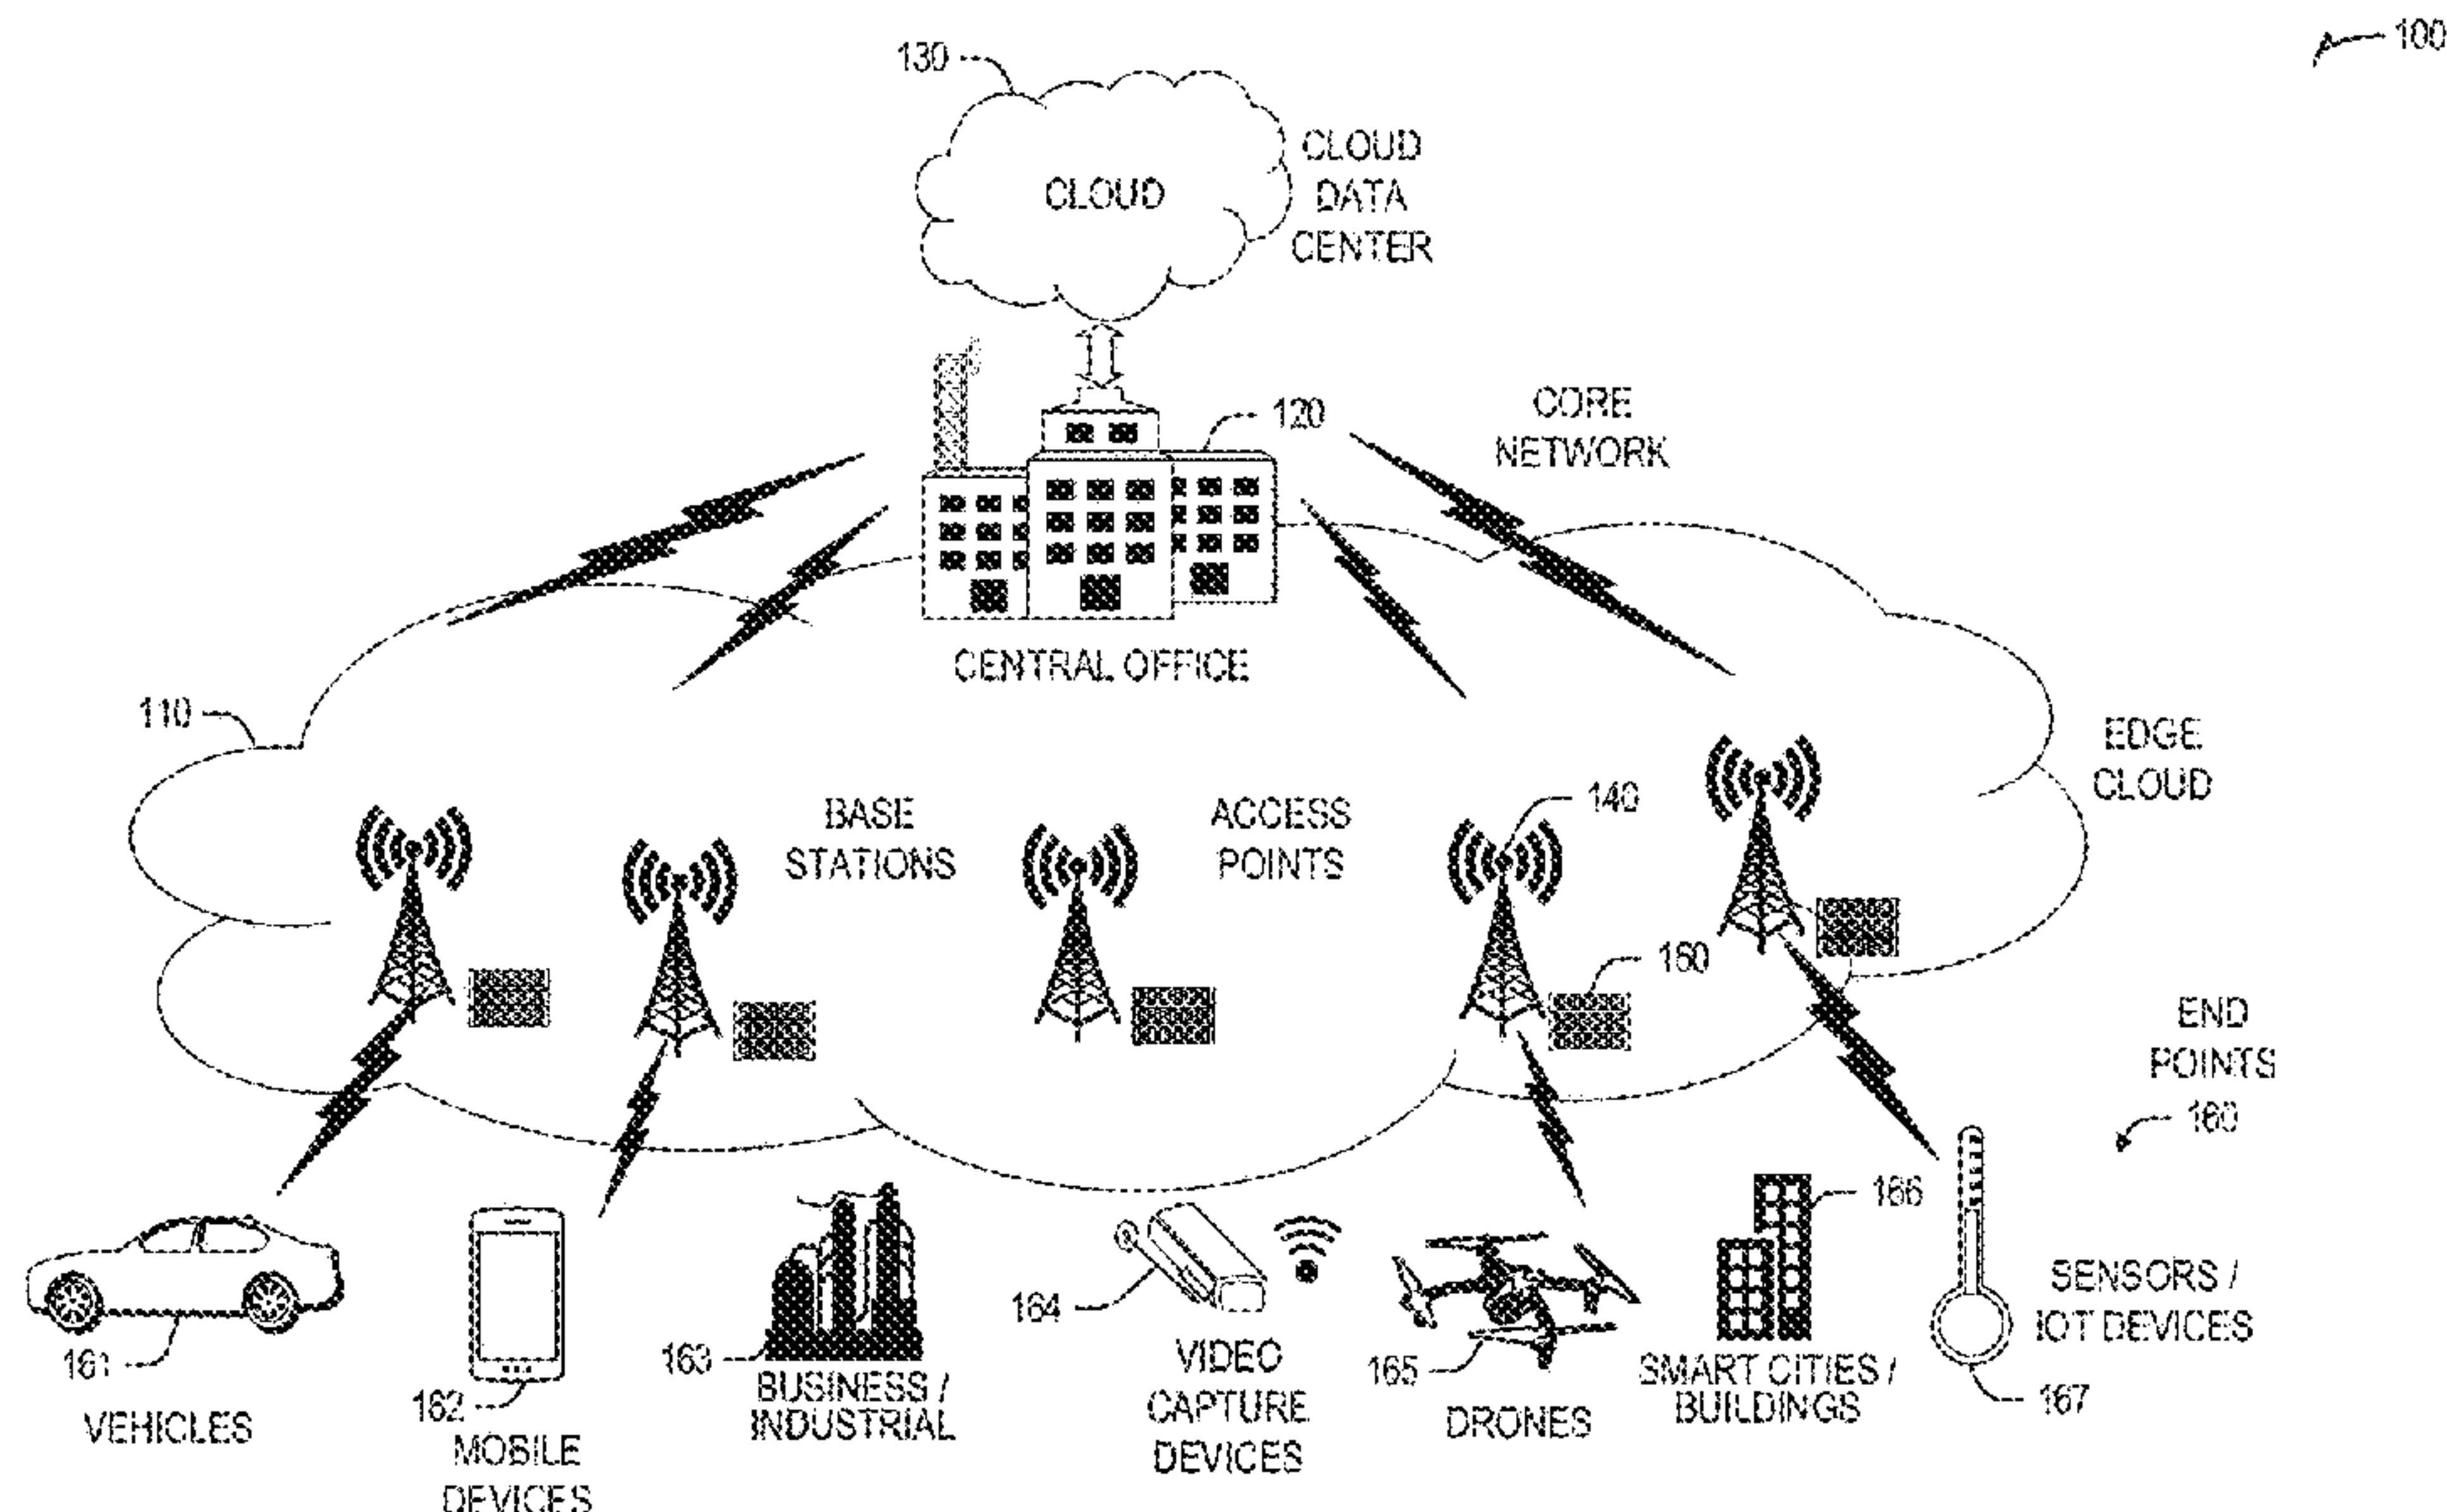 100
130
CLOUD
CLOUD
DATA
CENTER
120
CORE
NETWORK
CENTRAL OFFICE
110
EDGE
CLOUD
BASE
STATIONS
ACCESS
POINTS
140
150
END
POINTS
160
161
VEHICLES
162
MOBILE
DEVICES
163
BUSINESS /
INDUSTRIAL
164
VIDEO
CAPTURE
DEVICES
165
DRONES
166
SMART CITIES /
BUILDINGS
SENSORS /
IOT DEVICES
167